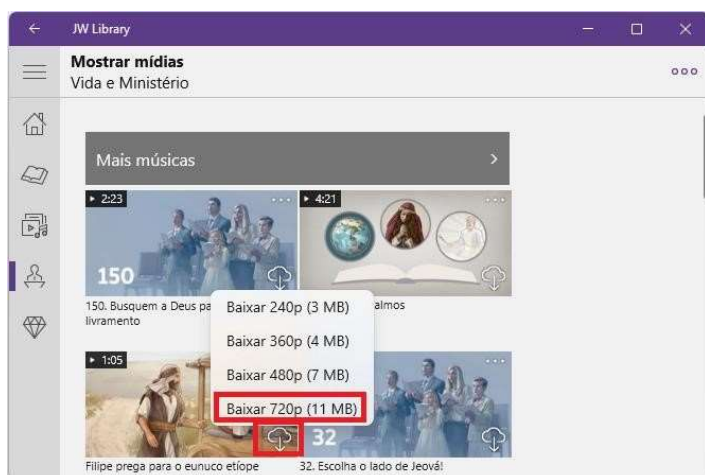 JW Library
Mostrar mídias
Vida e Ministério
Mais músicas
2:23
4:21
150
150. Busquem a Deus pa
livramento
almos
Baixar 240p (3 MB)
Baixar 360p (4 MB)
Baixar 480p (7 MB)
Baixar 720p (11 MB)
1:05
32
Filipe prega para o eunuco etíope
32. Escolha o lado de Jeová!